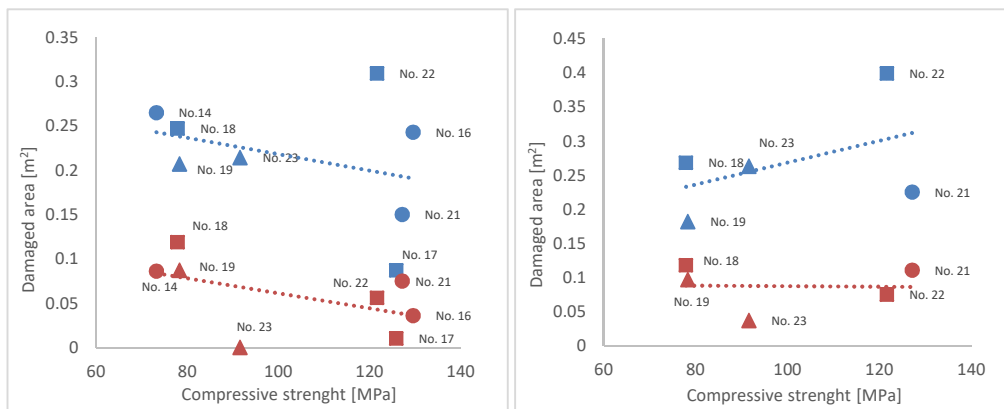 0.35
0.3
0.25
0.2
0.15
0.1
0.05
0
60
80
100
120
140
Damaged area [m²]
Compressive strenght [MPa]
No. 22
No.14
No. 18
No. 16
No. 23
No. 19
No. 21
No. 18
No. 17
No. 19
No. 14
No. 22
No. 21
No. 23
No. 16
No. 17
0.45
0.4
0.35
0.3
0.25
0.2
0.15
0.1
0.05
0
60
80
100
120
140
Damaged area [m²]
Compressive strenght [MPa]
No. 22
No. 23
No. 18
No. 21
No. 19
No. 18
No. 21
No. 19
No. 22
No. 23